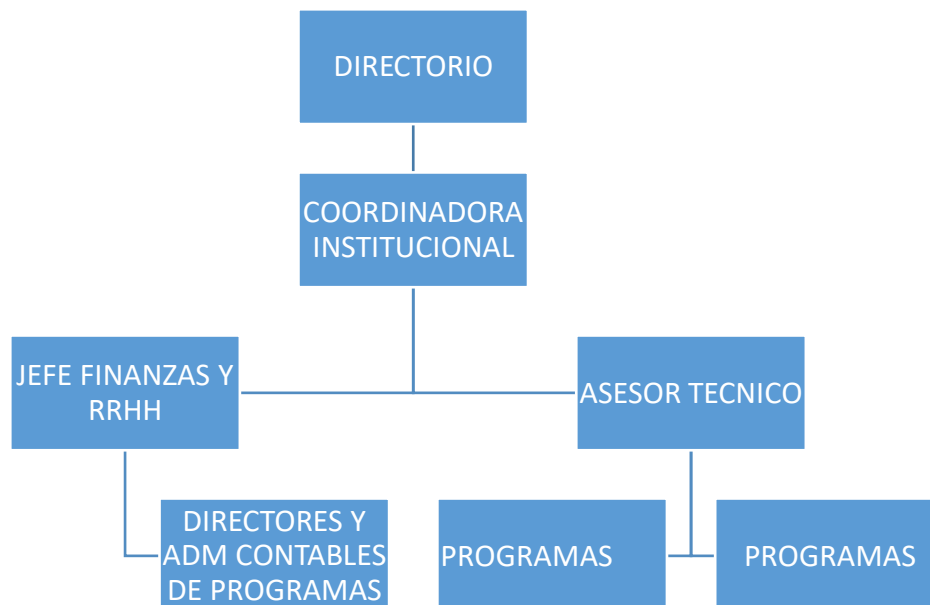 DIRECTORIO
COORDINADORA
INSTITUCIONAL
JEFE FINANZAS Y
RRHH
ASESOR TECNICO
DIRECTORES Y
ADM CONTABLES
DE PROGRAMAS
PROGRAMAS
PROGRAMAS